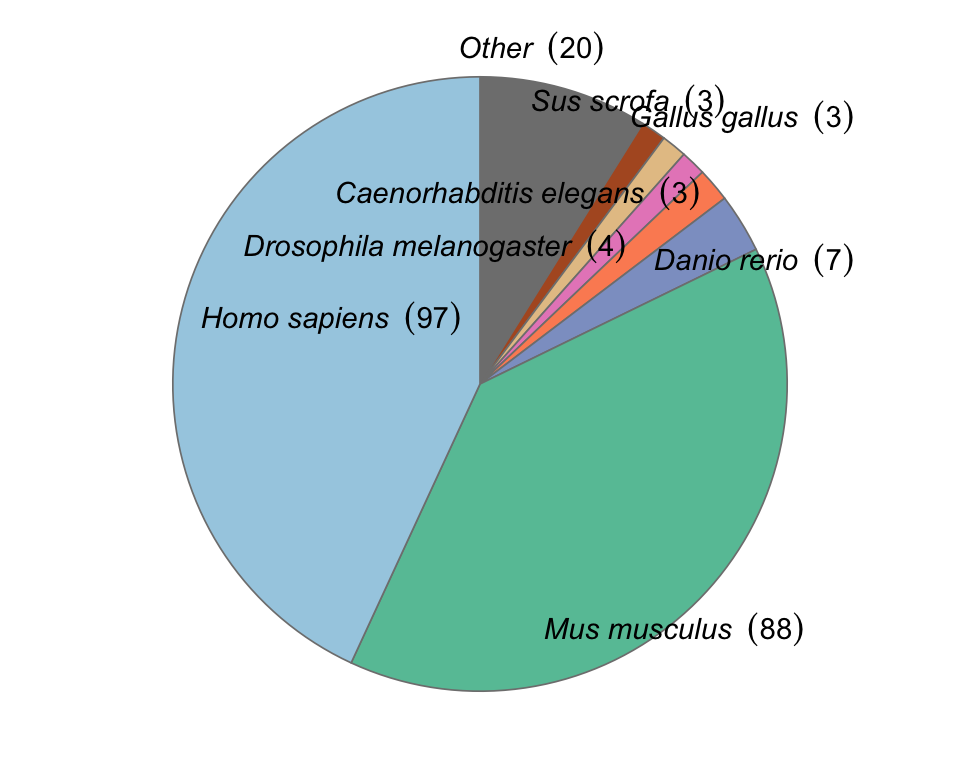 Other (20)
Sus scrofa (3)
Gallus gallus (3)
Caenorhabditis elegans (3)
Drosophila melanogaster (4)
Danio rerio (7)
Homo sapiens (97)
Mus musculus (88)